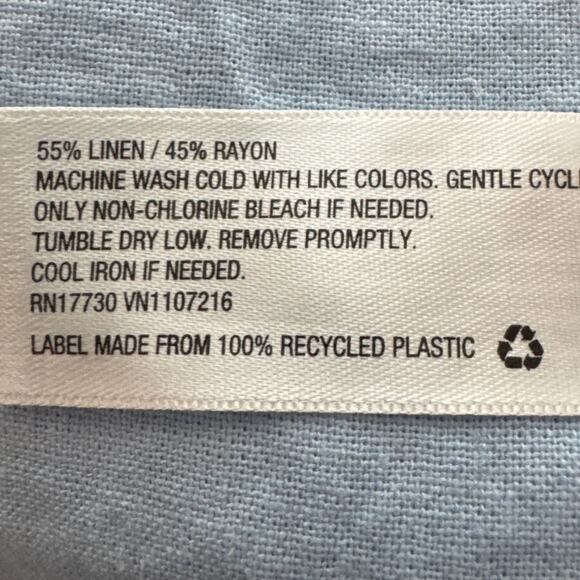 55% LINEN / 45% RAYON
MACHINE WASH COLD WITH LIKE COLORS. GENTLE CYCL
ONLY NON-CHLORINE BLEACH IF NEEDED.
TUMBLE DRY LOW. REMOVE PROMPTLY.
COOL IRON IF NEEDED.
RN17730 VN1107216
LABEL MADE FROM 100% RECYCLED PLASTIC